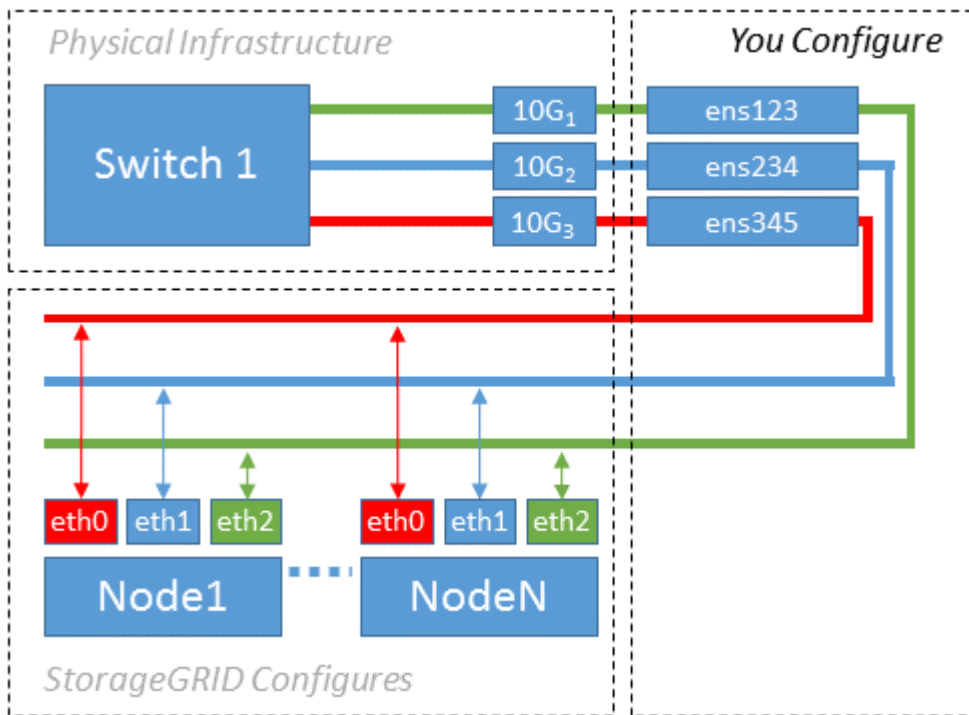 Physical Infrastructure
You Configure
Switch 1
10G₁
ens123
10G₂
ens234
10G₃
ens345
eth0
eth1
eth2
eth0
eth1
eth2
Node1
NodeN
StorageGRID Configures